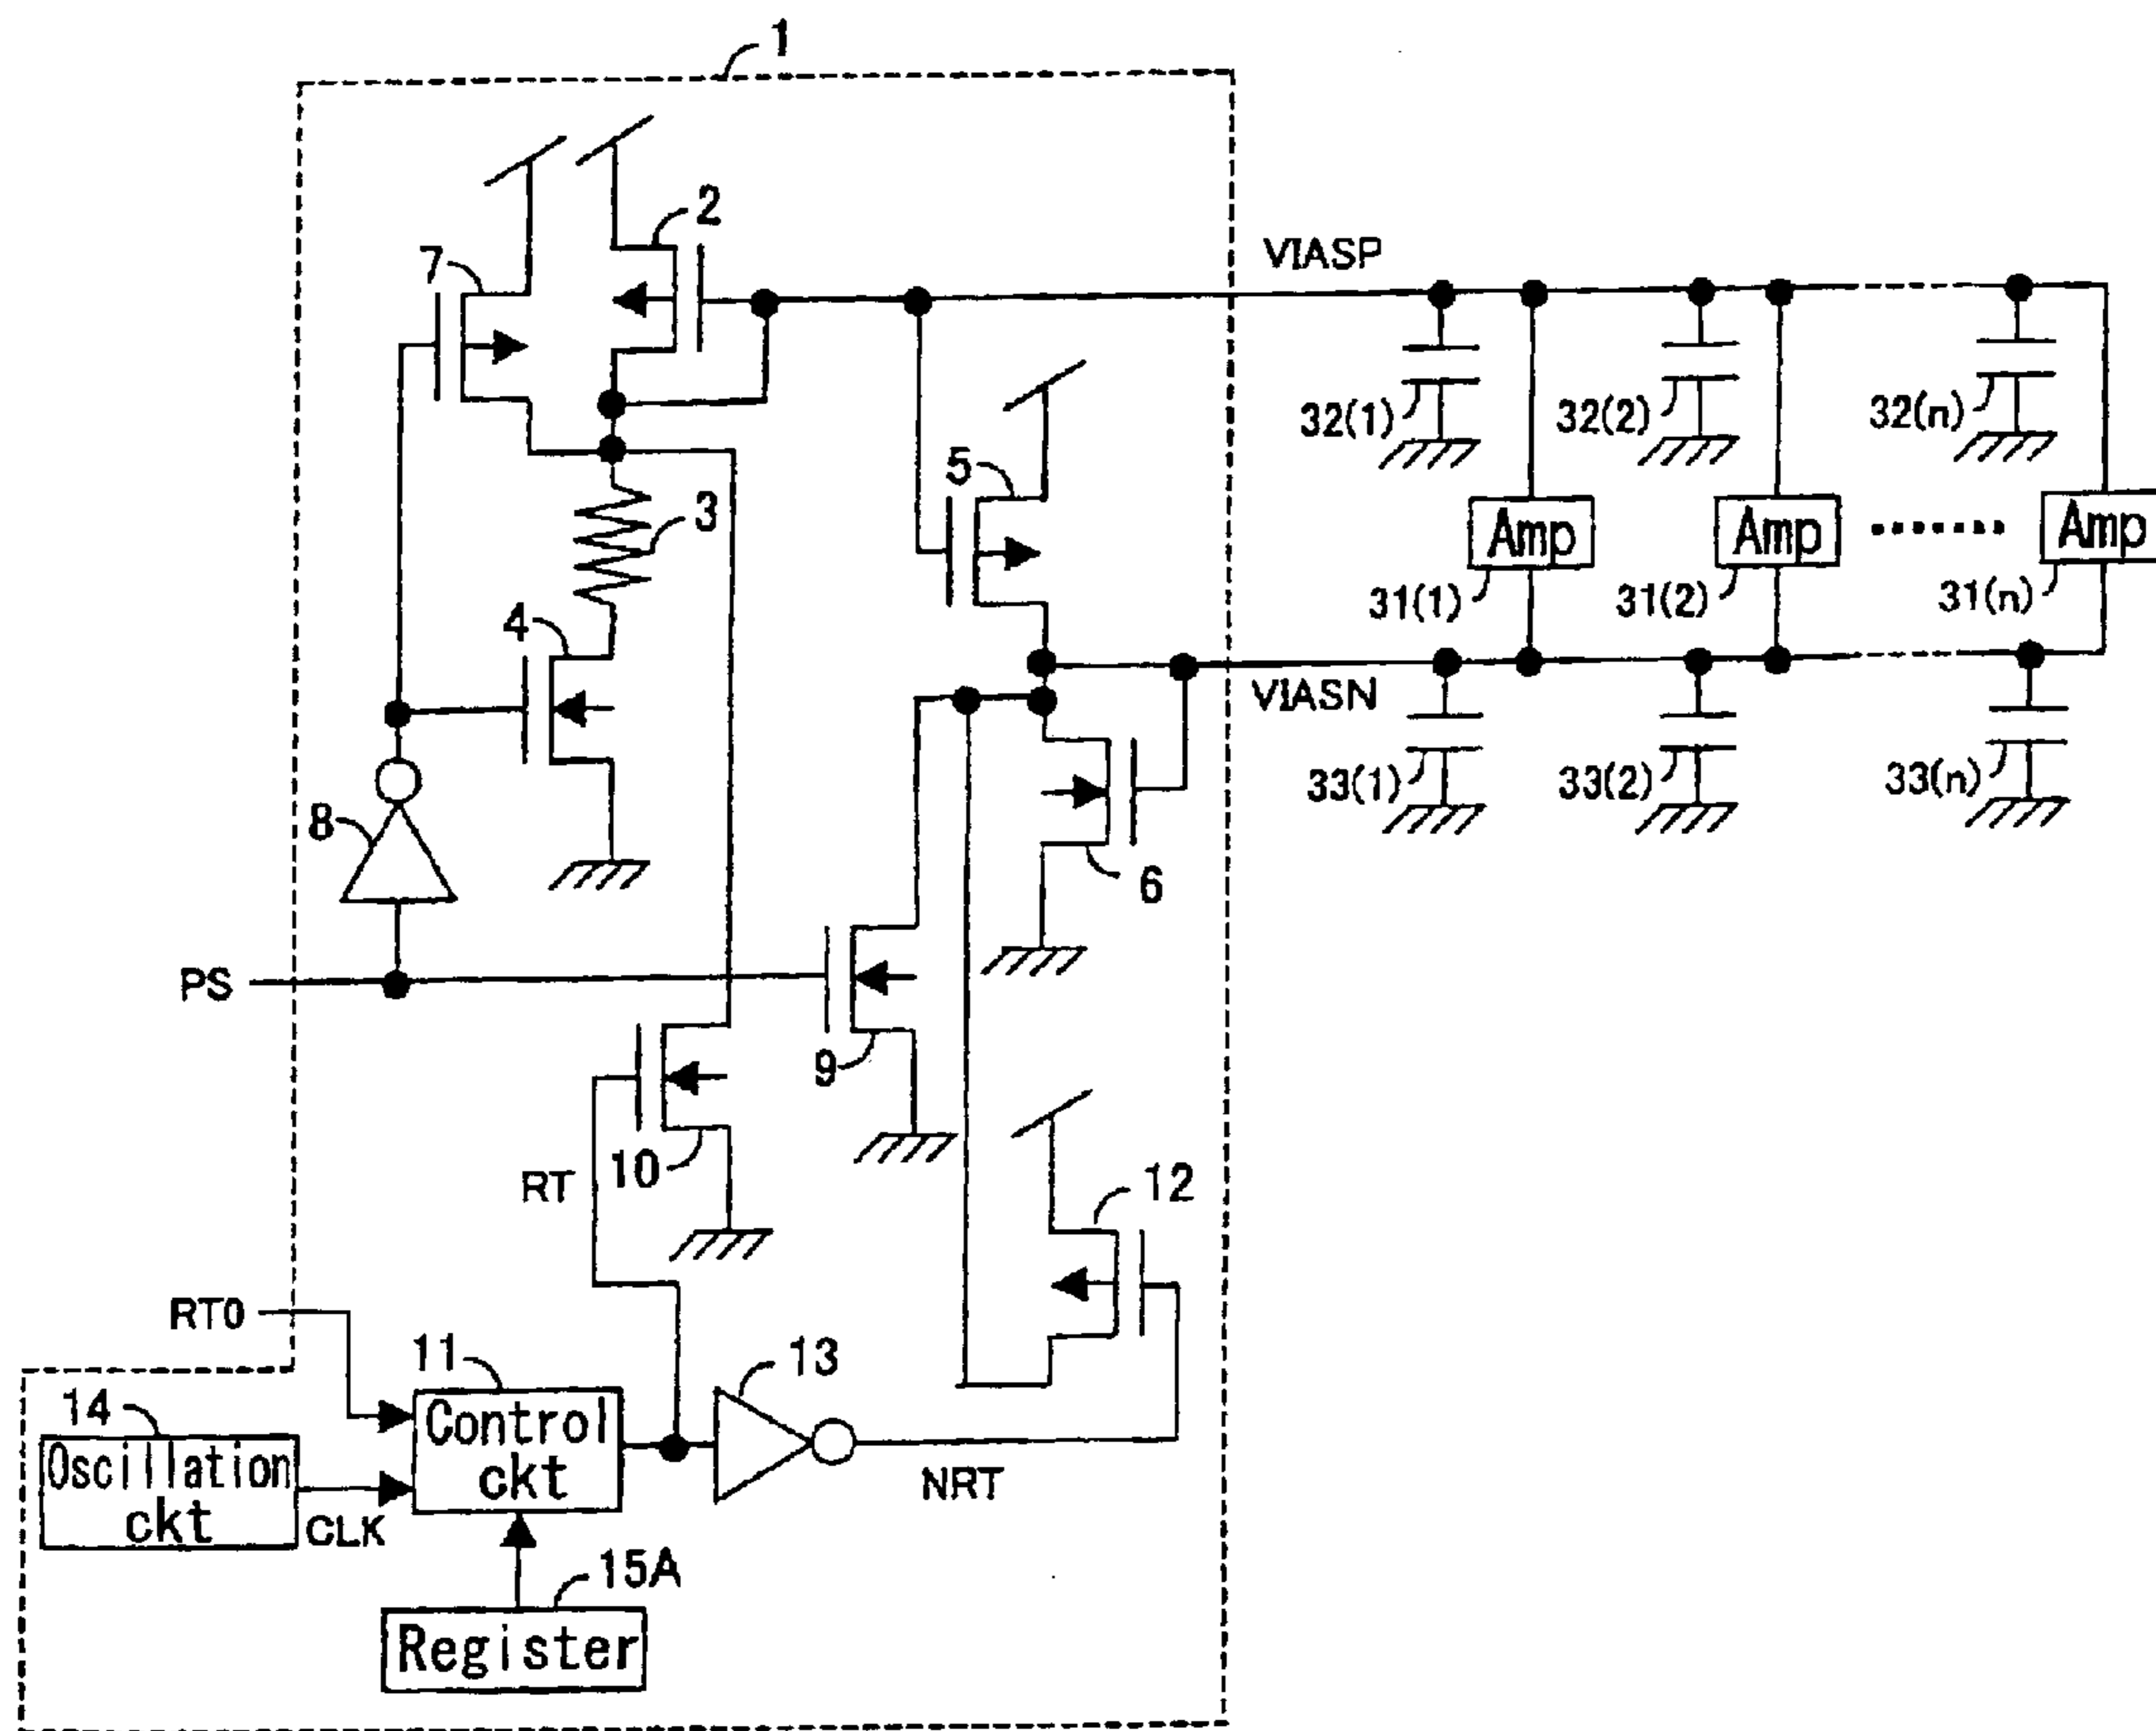 1
2
7
VIASP
32(1)
32(2)
32(n)
5
3
Amp
Amp
Amp
31(1)
31(2)
31(n)
4
VIASN
33(1)
33(2)
33(n)
8
6
PS
9
10
RT
12
RT0
11
13
14
Control
ckt
Oscillation
ckt
CLK
NRT
15A
Register